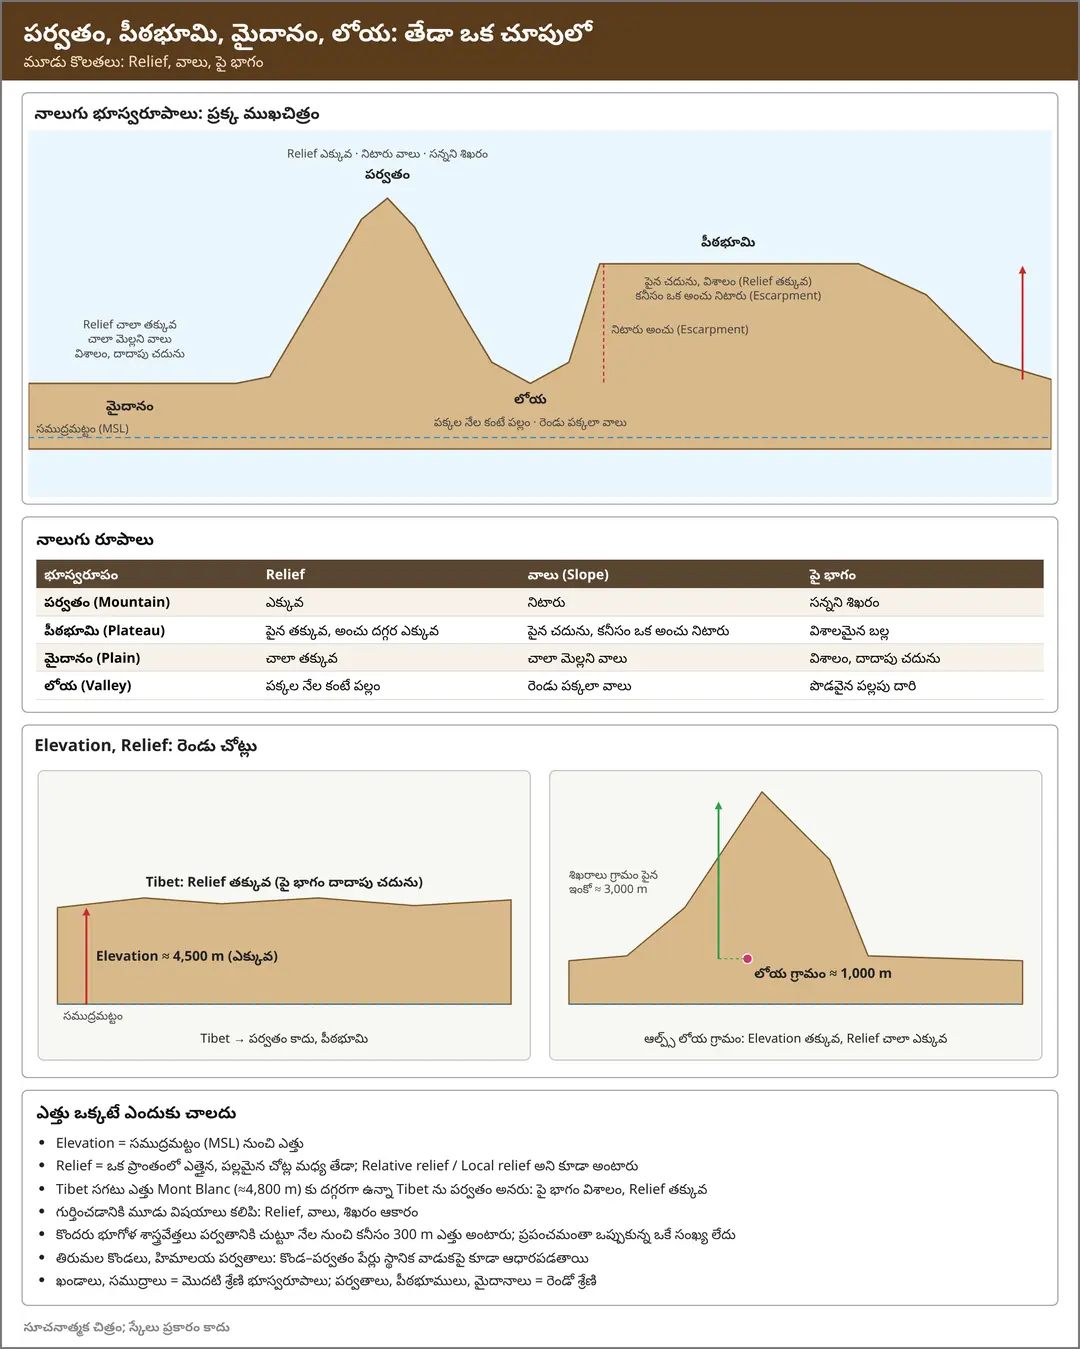 పర్వతం, పీఠభూమి, మైదానం, లోయ: తేడా ఒక చూపులో
మూడు కొలతలు: Relief, వాలు, పై భాగం
నాలుగు భూస్వరూపాలు: ప్రక్క ముఖచిత్రం
Relief ఎక్కువ · నిటారు వాలు · సన్నని శిఖరం
పర్వతం
పీఠభూమి
పైన చదును, విశాలం (Relief తక్కువ)
కనీసం ఒక అంచు నిటారు (Escarpment)
నిటారు అంచు (Escarpment)
Relief చాలా తక్కువ
చాలా మెల్లని వాలు
విశాలం, దాదాపు చదును
మైదానం
లోయ
పక్కల నేల కంటే పల్లం · రెండు పక్కలా వాలు
సముద్రమట్టం (MSL)
నాలుగు రూపాలు
భూస్వరూపం Relief వాలు (Slope) పై భాగం
పర్వతం (Mountain) ఎక్కువ నిటారు సన్నని శిఖరం
పీఠభూమి (Plateau) పైన తక్కువ, అంచు దగ్గర ఎక్కువ పైన చదును, కనీసం ఒక అంచు నిటారు విశాలమైన బల్ల
మైదానం (Plain) చాలా తక్కువ చాలా మెల్లని వాలు విశాలం, దాదాపు చదును
లోయ (Valley) పక్కల నేల కంటే పల్లం రెండు పక్కలా వాలు పొడవైన పల్లపు దారి
Elevation, Relief: రెండు చోట్లు
Tibet: Relief తక్కువ (పై భాగం దాదాపు చదును)
Elevation ≈ 4,500 m (ఎక్కువ)
సముద్రమట్టం
Tibet → పర్వతం కాదు, పీఠభూమి
శిఖరాలు గ్రామం పైన
ఇంకో ≈ 3,000 m
లోయ గ్రామం ≈ 1,000 m
ఆల్ప్స్ లోయ గ్రామం: Elevation తక్కువ, Relief చాలా ఎక్కువ
ఎత్తు ఒక్కటే ఎందుకు చాలదు
• Elevation = సముద్రమట్టం (MSL) నుంచి ఎత్తు
• Relief = ఒక ప్రాంతంలో ఎత్తైన, పల్లమైన చోట్ల మధ్య తేడా; Relative relief / Local relief అని కూడా అంటారు
• Tibet సగటు ఎత్తు Mont Blanc (≈4,800 m) కు దగ్గరగా ఉన్నా Tibet ను పర్వతం అనరు: పై భాగం విశాలం, Relief తక్కువ
• గుర్తించడానికి మూడు విషయాలు కలిపి: Relief, వాలు, శిఖరం ఆకారం
• కొందరు భూగోళ శాస్త్రవేత్తలు పర్వతానికి చుట్టూ నేల నుంచి కనీసం 300 m ఎత్తు అంటారు; ప్రపంచమంతా ఒప్పుకున్న ఒకే సంఖ్య లేదు
• తిరుమల కొండలు, హిమాలయ పర్వతాలు: కొండ–పర్వతం పేర్లు స్థానిక వాడుకపై కూడా ఆధారపడతాయి
• ఖండాలు, సముద్రాలు = మొదటి శ్రేణి భూస్వరూపాలు; పర్వతాలు, పీఠభూములు, మైదానాలు = రెండో శ్రేణి
సూచనాత్మక చిత్రం; స్కేలు ప్రకారం కాదు